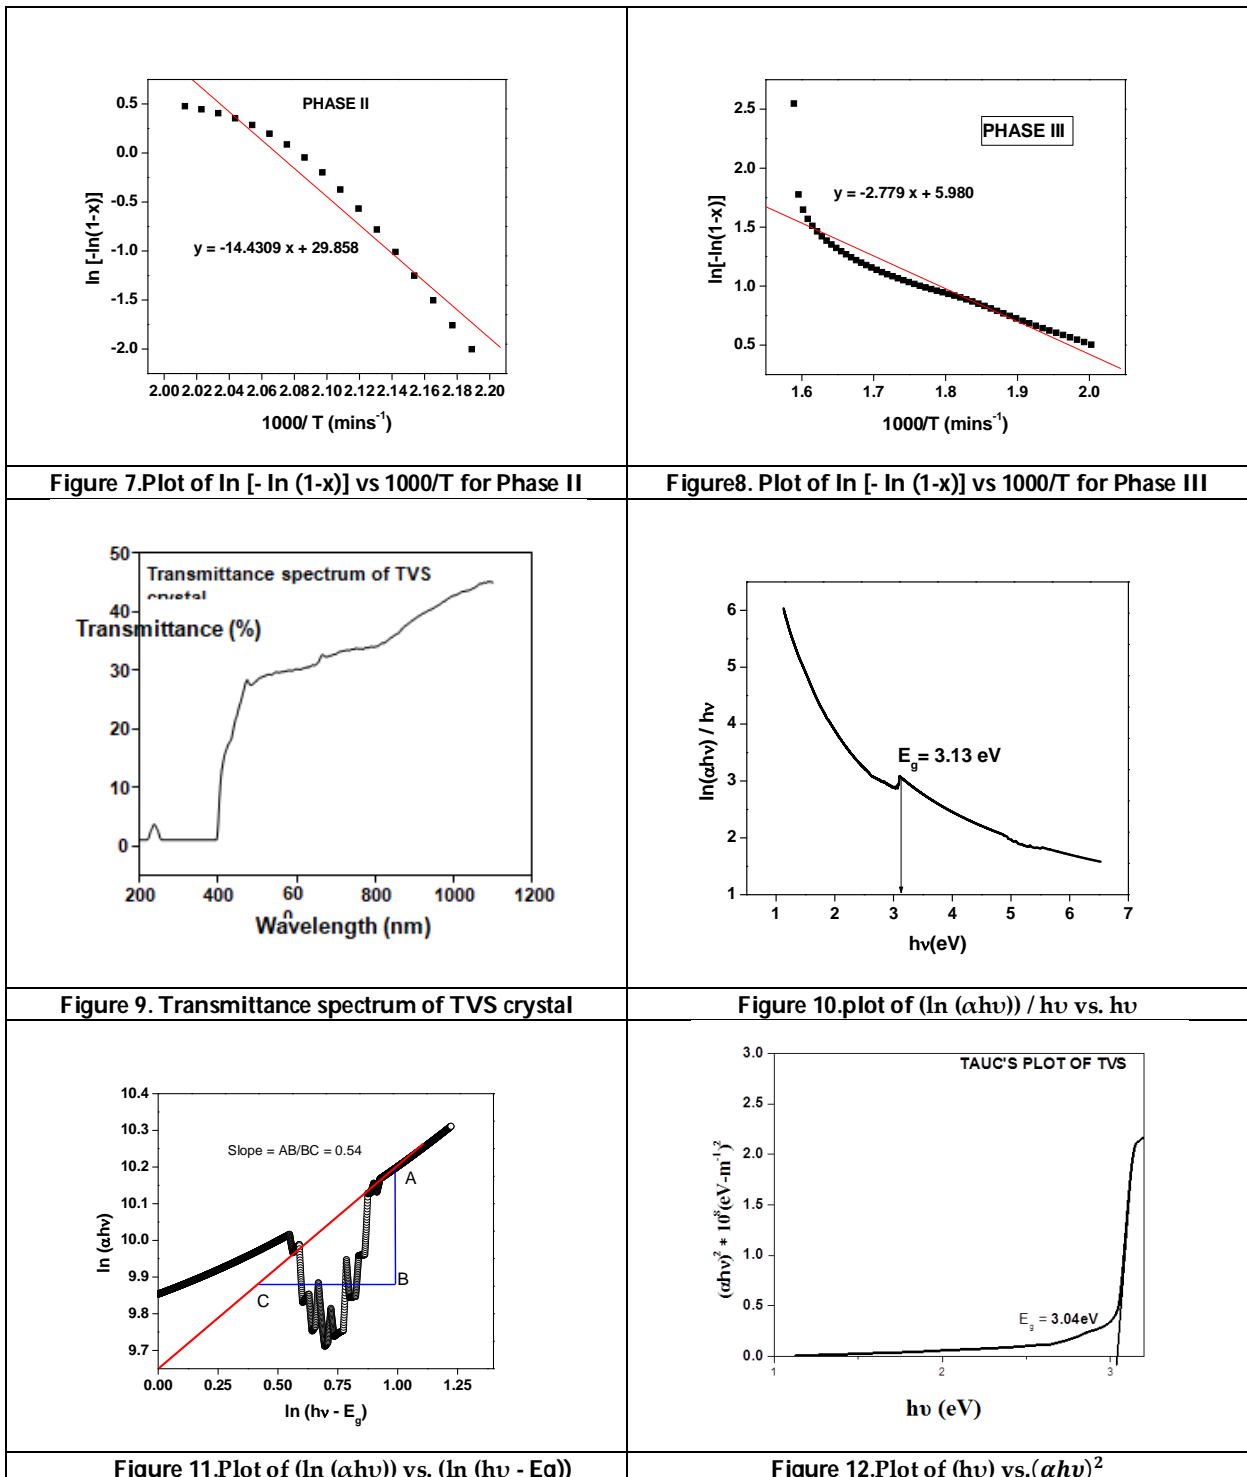 PHASE II
0.5
0.0
-0.5
-1.0
-1.5
-2.0
ln [-ln(1-x)]
y = -14.4309 x + 29.858
2.00 2.02 2.04 2.06 2.08 2.10 2.12 2.14 2.16 2.18 2.20
1000/ T (mins-1)
PHASE III
2.5
2.0
1.5
1.0
0.5
ln[-ln(1-x)]
y = -2.779 x + 5.980
1.6 1.7 1.8 1.9 2.0
1000/T (mins-1)
Figure 7.Plot of ln [- ln (1-x)] vs 1000/T for Phase II
Figure8. Plot of ln [- ln (1-x)] vs 1000/T for Phase III
50
40
30
20
10
0
Transmittance spectrum of TVS
crystal
Transmittance (%)
200 400 60
0
800 1000 1200
Wavelength (nm)
6
5
4
3
2
1
ln(αhν) / hν
Eg= 3.13 eV
1 2 3 4 5 6 7
hν(eV)
Figure 9. Transmittance spectrum of TVS crystal
Figure 10.plot of (ln (αhυ)) / hυ vs. hυ
10.4
10.3
10.2
10.1
10.0
9.9
9.8
9.7
ln (αhν)
Slope = AB/BC = 0.54
A
B
C
0.00 0.25 0.50 0.75 1.00 1.25
ln (hν - Eg)
TAUC'S PLOT OF TVS
3.0
2.5
2.0
1.5
1.0
0.5
0.0
(αhν)2 * 108(eV-m-1)2
Eg = 3.04eV
1 2 3
hυ (eV)
Figure 11.Plot of (ln (αhυ)) vs. (ln (hυ - Eg))
Figure 12.Plot of (hυ) vs.(αhυ)2